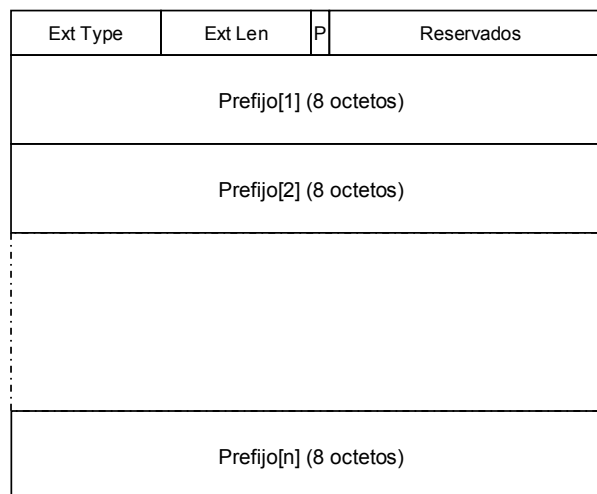 Ext Type Ext Len P Reservados
Prefijo[1] (8 octetos)
Prefijo[2] (8 octetos)
Prefijo[n] (8 octetos)